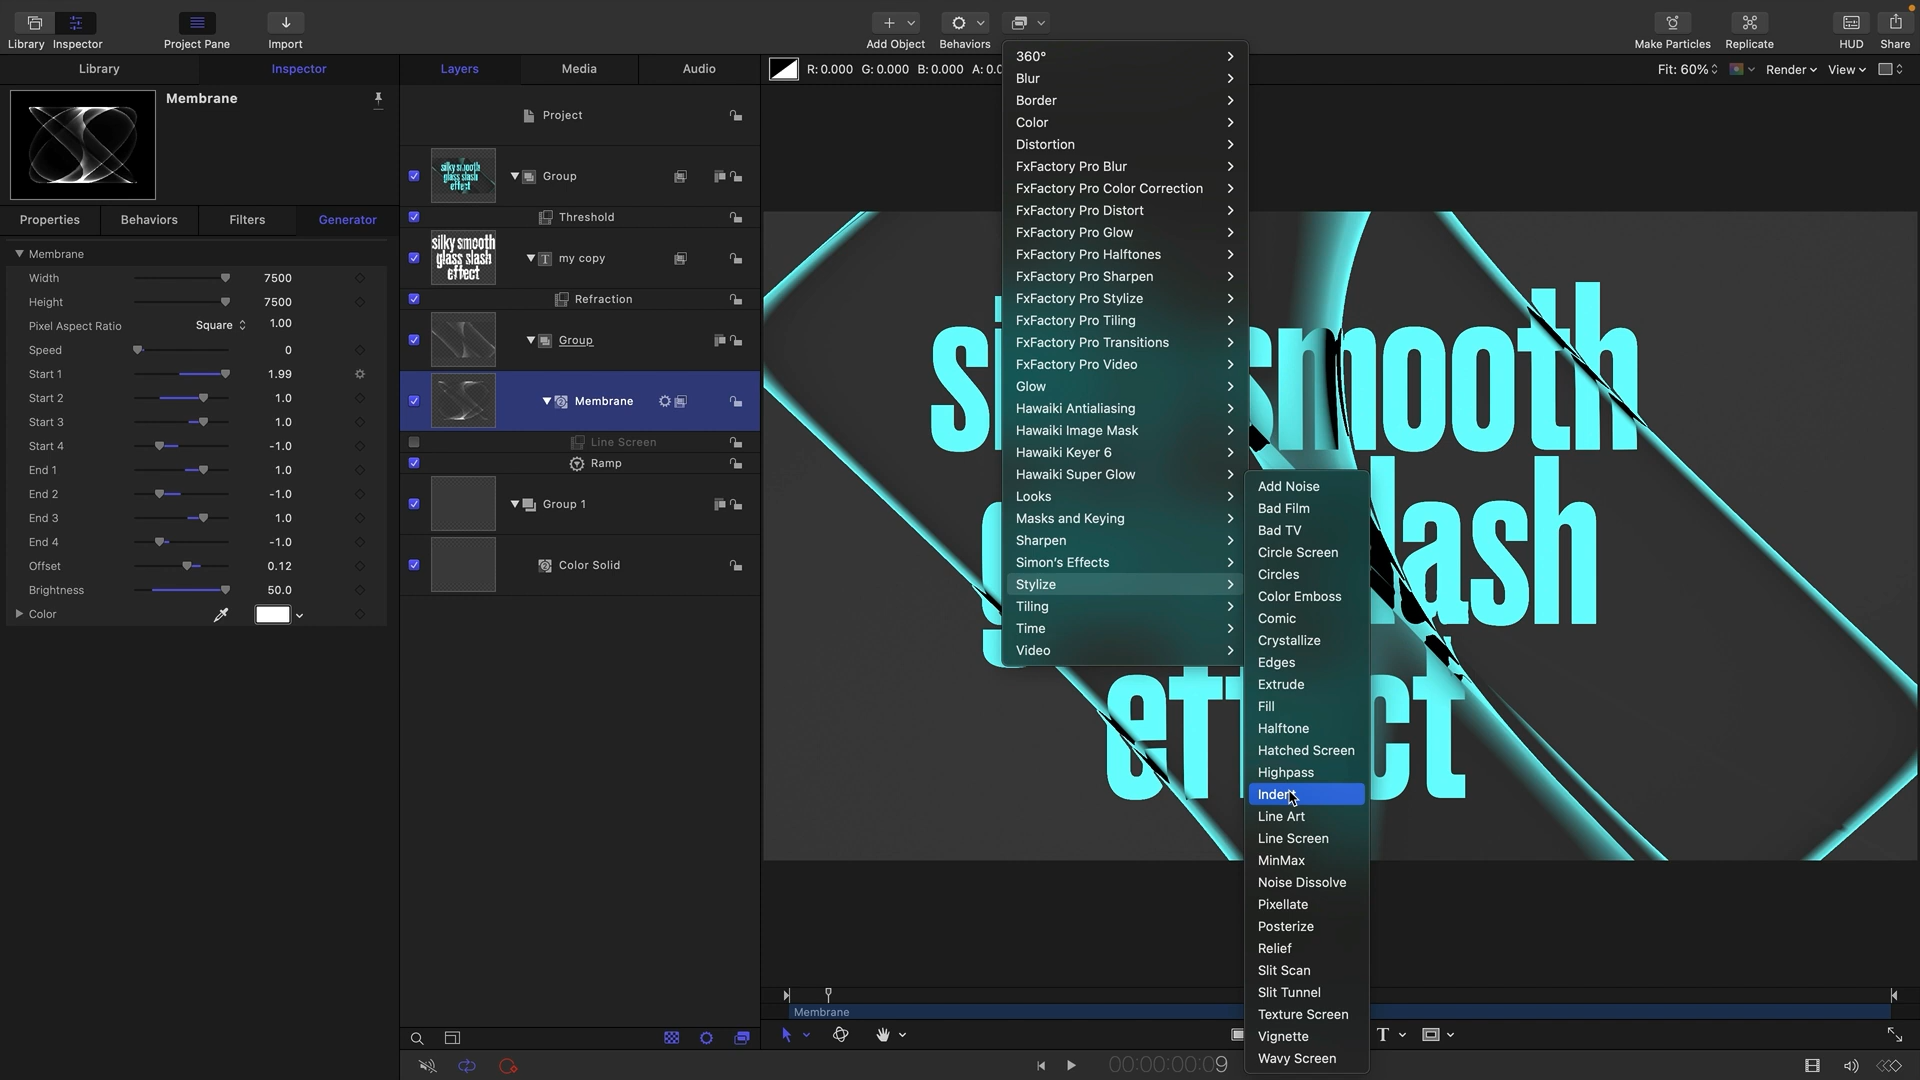 Library
Inspector
Project Pane
Import
Add Object
Behaviors
Make Particles
Replicate
HUD
Share
Library
Inspector
Layers
Media
Audio
R: 0.000 G: 0.000 B: 0.000 A: 0.0
Fit: 60%
Render
View
Membrane
Properties
Behaviors
Filters
Generator
Membrane
Width 7500
Height 7500
Pixel Aspect Ratio Square 1.00
Speed 0
Start 1 1.99
Start 2 1.0
Start 3 1.0
Start 4 -1.0
End 1 1.0
End 2 -1.0
End 3 1.0
End 4 -1.0
Offset 0.12
Brightness 50.0
Color
Project
silky smooth
glass slash
effect
Group
Threshold
silky smooth
glass slash
effect
my copy
Refraction
Group
Membrane
Line Screen
Ramp
Group 1
Color Solid
360°
Blur
Border
Color
Distortion
FxFactory Pro Blur
FxFactory Pro Color Correction
FxFactory Pro Distort
FxFactory Pro Glow
FxFactory Pro Halftones
FxFactory Pro Sharpen
FxFactory Pro Stylize
FxFactory Pro Tiling
FxFactory Pro Transitions
FxFactory Pro Video
Glow
Hawaiki Antialiasing
Hawaiki Image Mask
Hawaiki Keyer 6
Hawaiki Super Glow
Looks
Masks and Keying
Sharpen
Simon's Effects
Stylize
Tiling
Time
Video
Add Noise
Bad Film
Bad TV
Circle Screen
Circles
Color Emboss
Comic
Crystallize
Edges
Extrude
Fill
Halftone
Hatched Screen
Highpass
Indent
Line Art
Line Screen
MinMax
Noise Dissolve
Pixellate
Posterize
Relief
Slit Scan
Slit Tunnel
Texture Screen
Vignette
Wavy Screen
smooth
slash
effect
Membrane
T
00:00:00:09